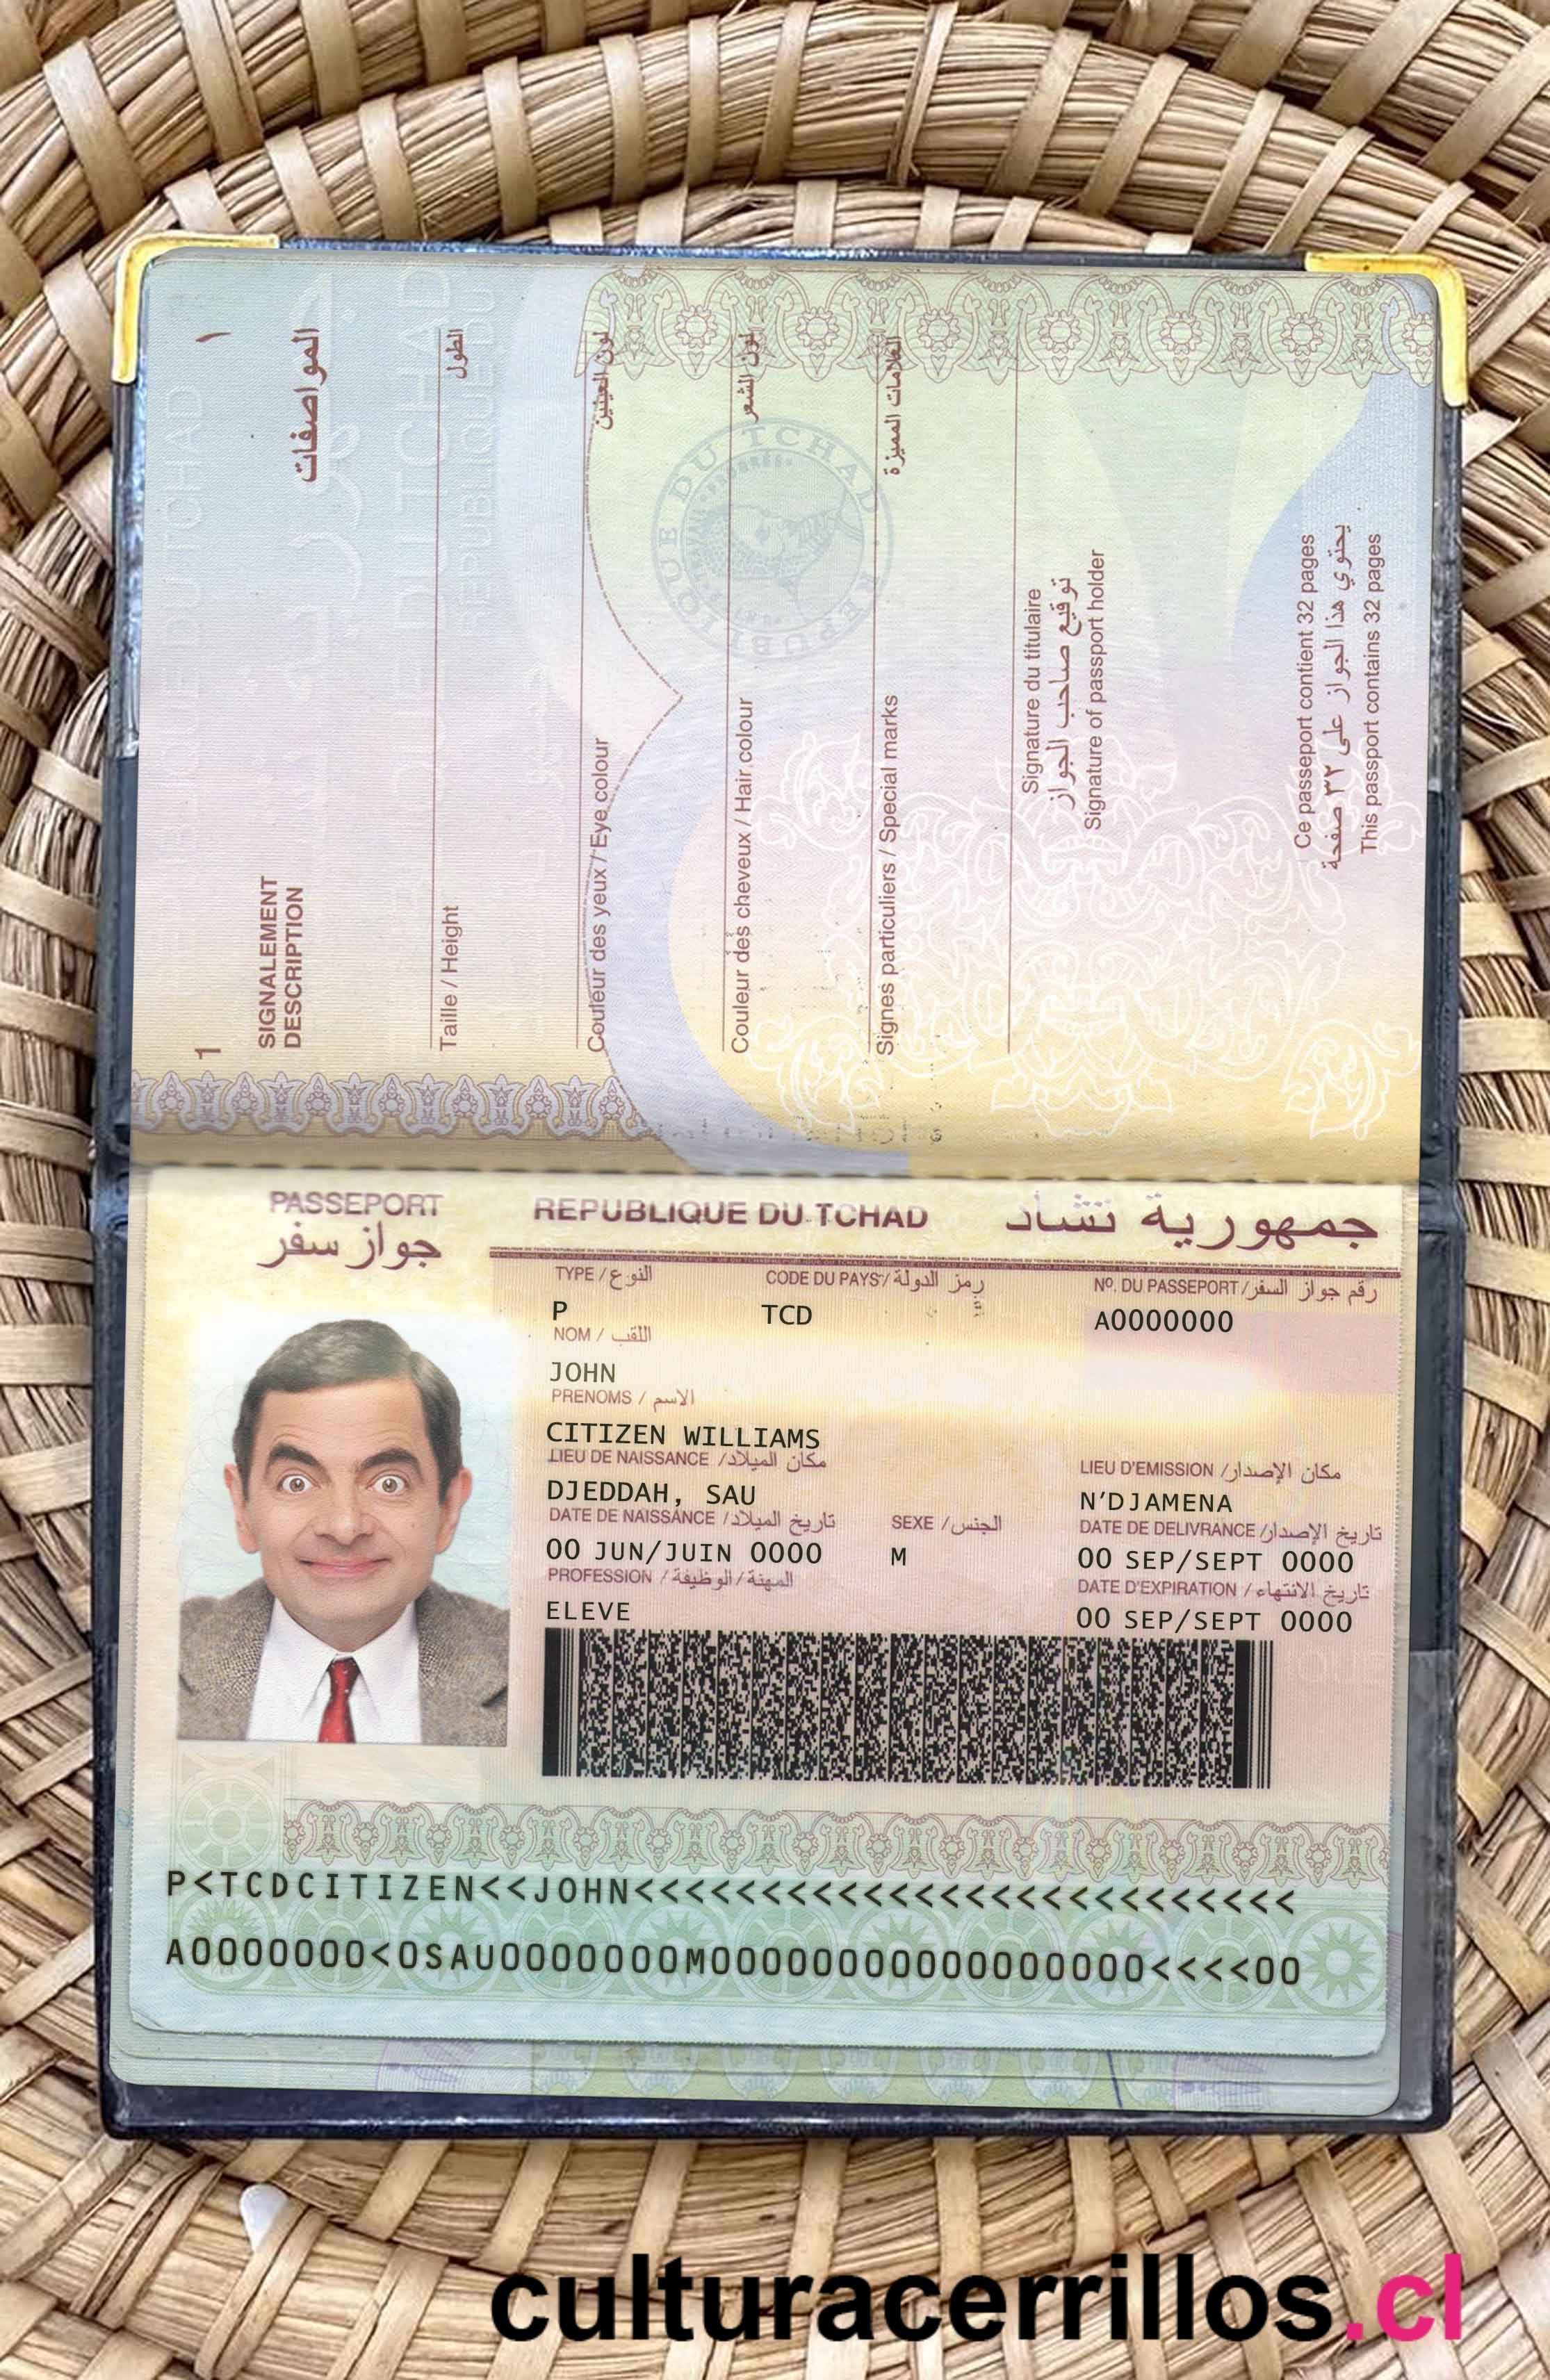 ١
المواصفات
1
SIGNALEMENT
DESCRIPTION
الطول
Taille / Height
لون العينين
Couleur des yeux / Eye colour
لون الشعر
Couleur des cheveux / Hair colour
العلامات المميزة
Signes particuliers / Special marks
REPUBLIQUE DU TCHAD
Signature du titulaire
توقيع صاحب الجواز
Signature of passport holder
Ce passeport contient 32 pages
يحتوي هذا الجواز على ٣٢ صفحة
This passport contains 32 pages
PASSEPORT REPUBLIQUE DU TCHAD جمهورية تشاد
جواز سفر
TYPE / النوع CODE DU PAYS / رمز الدولة Nº. DU PASSEPORT / رقم جواز السفر
P TCD A0000000
NOM / اللقب
JOHN
PRENOMS / الاسم
CITIZEN WILLIAMS
LIEU DE NAISSANCE / مكان الميلاد LIEU D'EMISSION / مكان الإصدار
DJEDDAH, SAU N'DJAMENA
DATE DE NAISSANCE / تاريخ الميلاد SEXE / الجنس DATE DE DELIVRANCE / تاريخ الإصدار
00 JUN/JUIN 0000 M 00 SEP/SEPT 0000
PROFESSION / المهنة / الوظيفة DATE D'EXPIRATION / تاريخ الانتهاء
ELEVE 00 SEP/SEPT 0000
P<TCDCITIZEN<<JOHN<<<<<<<<<<<<<<<<<<<<<<<<<<
A0000000<0SAU0000000M00000000000000000<<<<00
culturacerrillos.cl